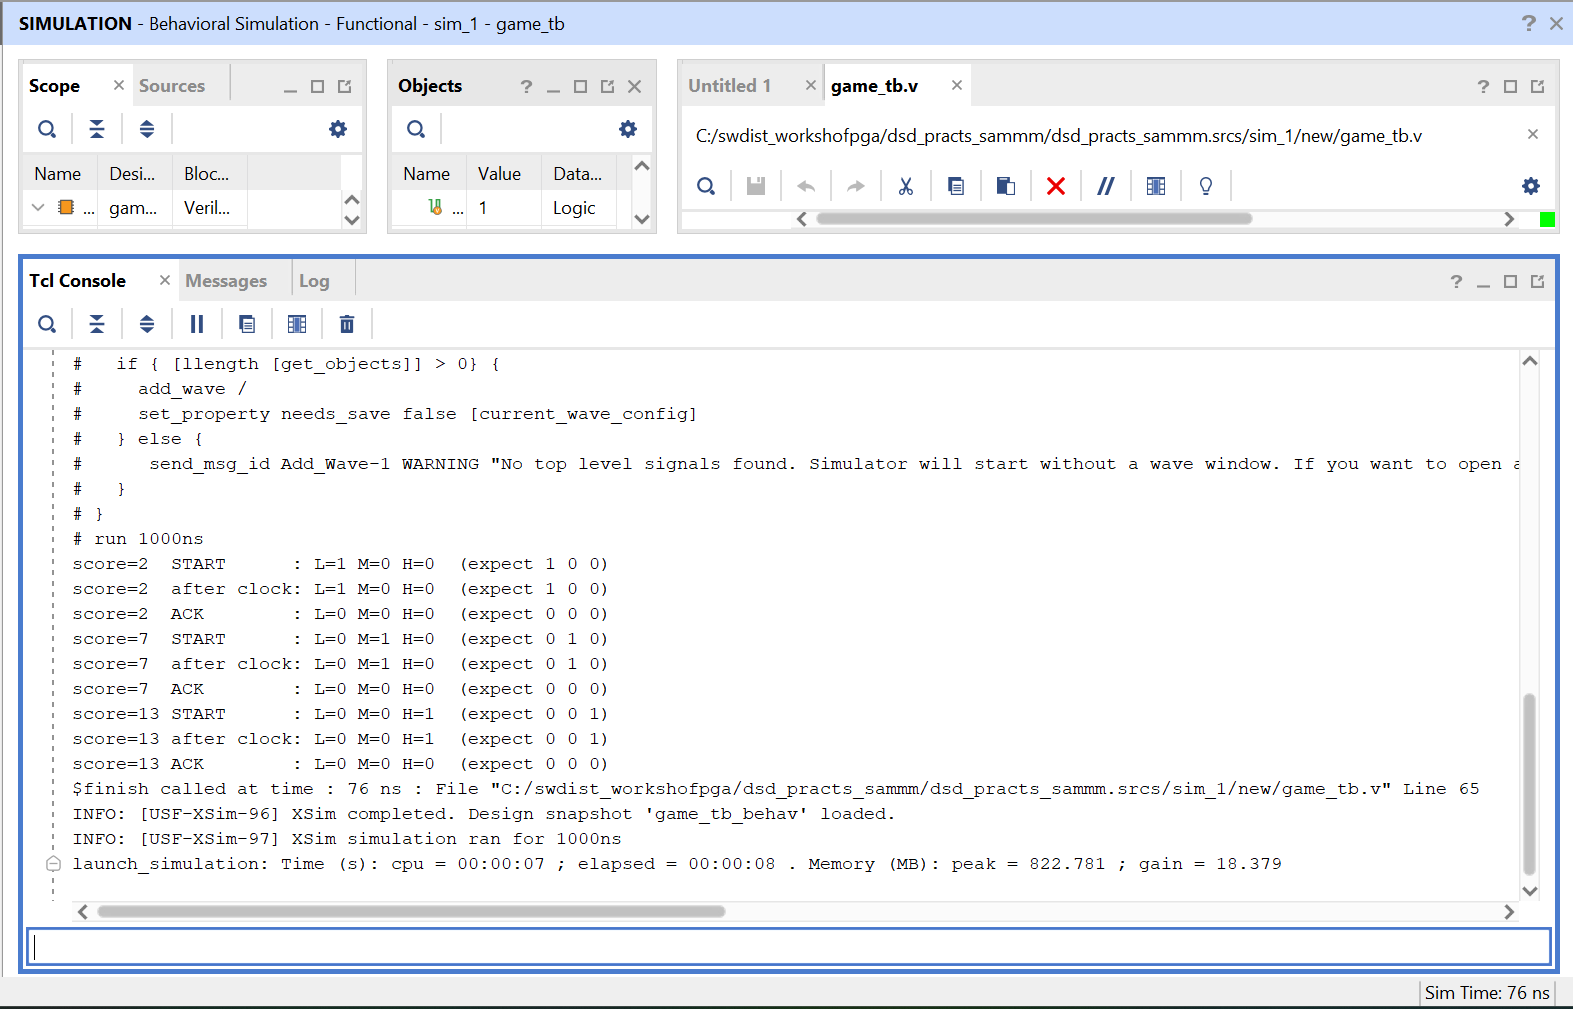 SIMULATION - Behavioral Simulation - Functional - sim_1 - game_tb
Scope
Sources
Name Desi... Bloc...
... gam... Veril...
Objects
Name Value Data...
... 1 Logic
Untitled 1
game_tb.v
C:/swdist_workshofpga/dsd_practs_sammm/dsd_practs_sammm.srcs/sim_1/new/game_tb.v
Tcl Console Messages Log
#   if { [llength [get_objects]] > 0} {
#     add_wave /
#     set_property needs_save false [current_wave_config]
#   } else {
#      send_msg_id Add_Wave-1 WARNING "No top level signals found. Simulator will start without a wave window. If you want to open a
#   }
# }
# run 1000ns
score=2  START      : L=1 M=0 H=0  (expect 1 0 0)
score=2  after clock: L=1 M=0 H=0  (expect 1 0 0)
score=2  ACK        : L=0 M=0 H=0  (expect 0 0 0)
score=7  START      : L=0 M=1 H=0  (expect 0 1 0)
score=7  after clock: L=0 M=1 H=0  (expect 0 1 0)
score=7  ACK        : L=0 M=0 H=0  (expect 0 0 0)
score=13 START      : L=0 M=0 H=1  (expect 0 0 1)
score=13 after clock: L=0 M=0 H=1  (expect 0 0 1)
score=13 ACK        : L=0 M=0 H=0  (expect 0 0 0)
$finish called at time : 76 ns : File "C:/swdist_workshofpga/dsd_practs_sammm/dsd_practs_sammm.srcs/sim_1/new/game_tb.v" Line 65
INFO: [USF-XSim-96] XSim completed. Design snapshot 'game_tb_behav' loaded.
INFO: [USF-XSim-97] XSim simulation ran for 1000ns
launch_simulation: Time (s): cpu = 00:00:07 ; elapsed = 00:00:08 . Memory (MB): peak = 822.781 ; gain = 18.379
Sim Time: 76 ns